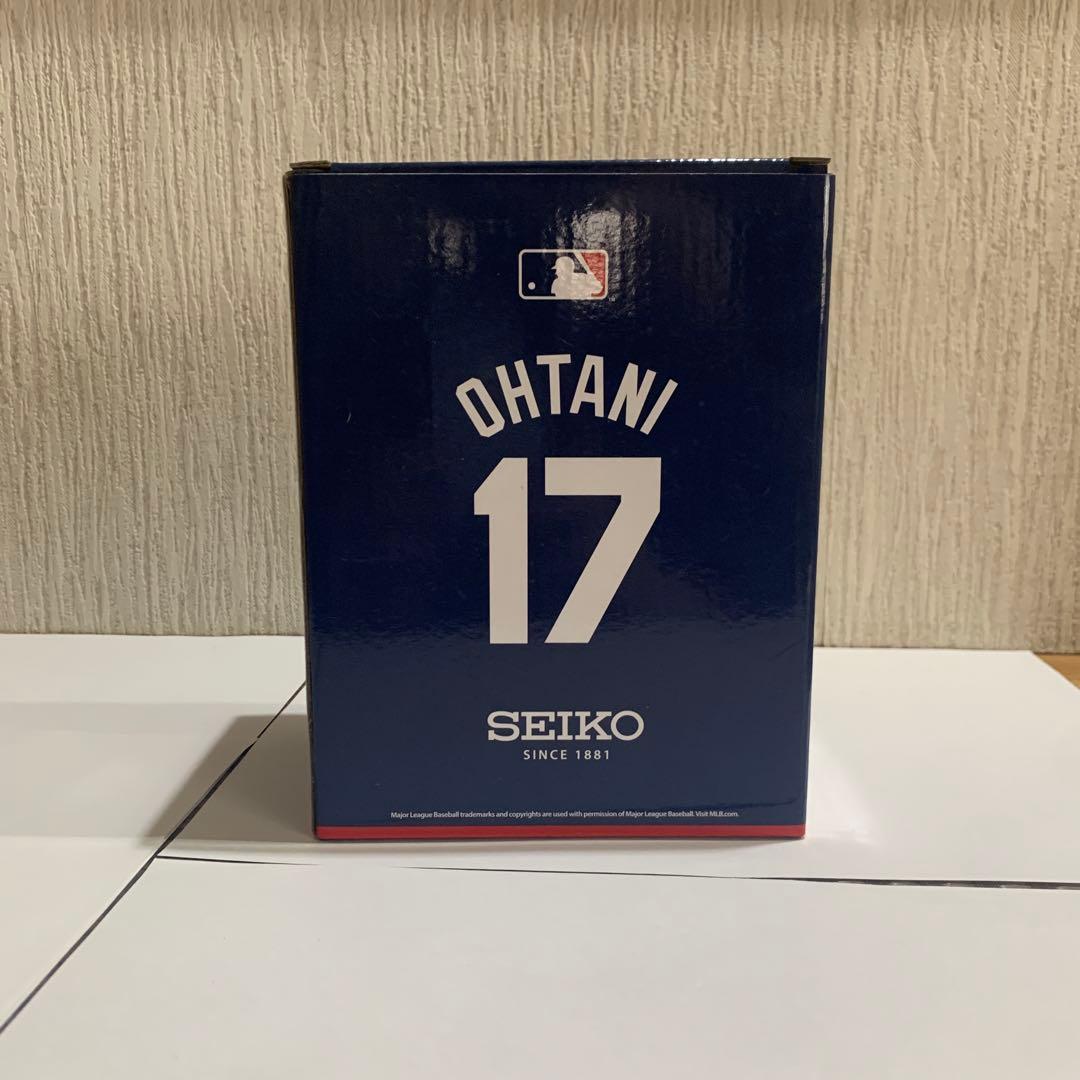 OHTANI
17
SEIKO
SINCE 1881
Major League Baseball trademarks and copyrights are used with permission of Major League Baseball. Visit MLB.com.